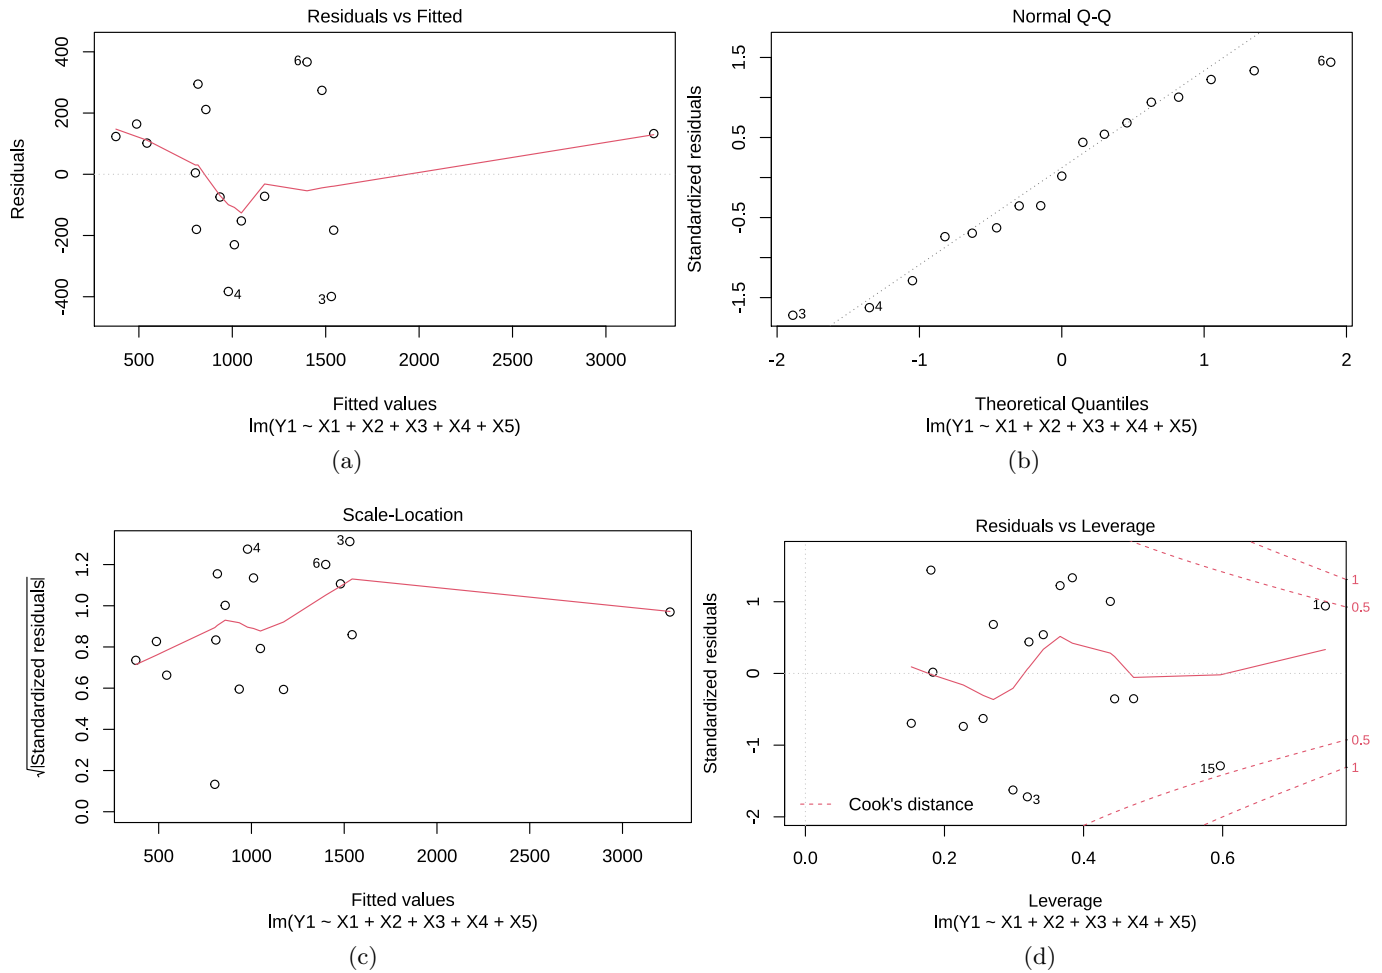 Residuals vs Fitted
Residuals
400
200
0
-200
-400
6
4
3
500 1000 1500 2000 2500 3000
Fitted values
lm(Y1 ~ X1 + X2 + X3 + X4 + X5)
(a)
Normal Q-Q
Standardized residuals
1.5
0.5
-0.5
-1.5
6
3
4
-2 -1 0 1 2
Theoretical Quantiles
lm(Y1 ~ X1 + X2 + X3 + X4 + X5)
(b)
Scale-Location
√|Standardized residuals|
1.2
1.0
0.8
0.6
0.4
0.2
0.0
4
3
6
500 1000 1500 2000 2500 3000
Fitted values
lm(Y1 ~ X1 + X2 + X3 + X4 + X5)
(c)
Residuals vs Leverage
Standardized residuals
1
0
-1
-2
1
0.5
1
0.5
1
15
3
Cook's distance
0.0 0.2 0.4 0.6
Leverage
lm(Y1 ~ X1 + X2 + X3 + X4 + X5)
(d)